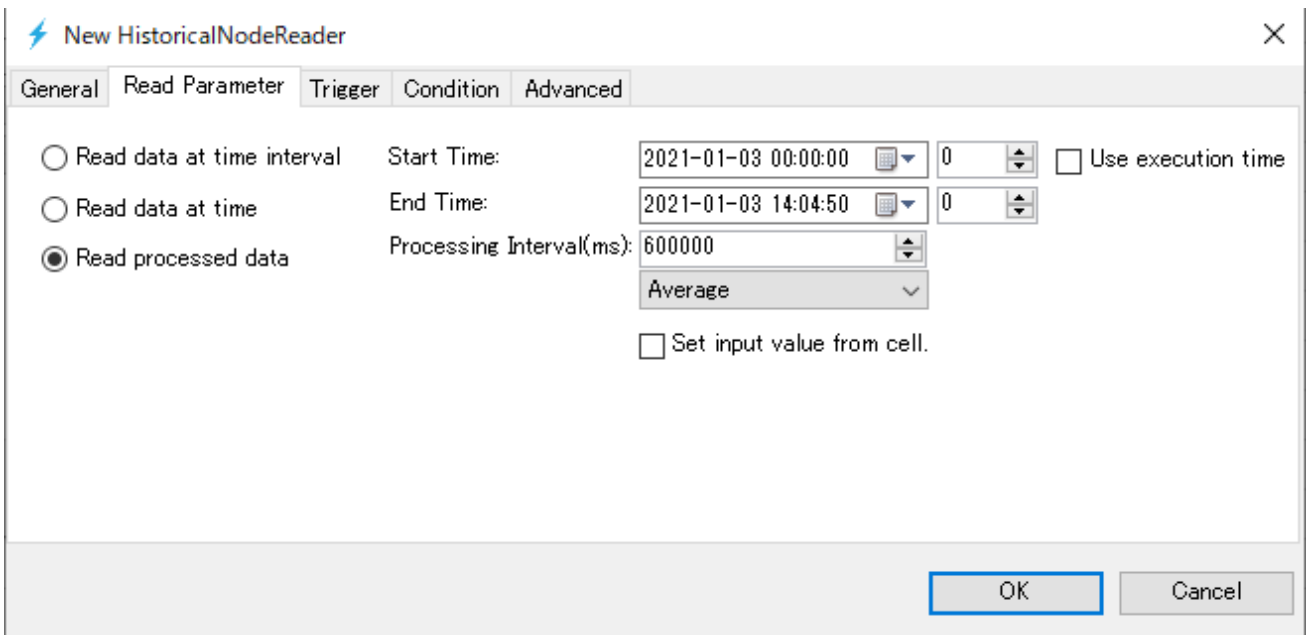 New HistoricalNodeReader
General Read Parameter Trigger Condition Advanced
Read data at time interval Start Time: 2021-01-03 00:00:00 0 Use execution time
Read data at time End Time: 2021-01-03 14:04:50 0
Read processed data Processing Interval(ms): 600000
Average
Set input value from cell.
OK Cancel